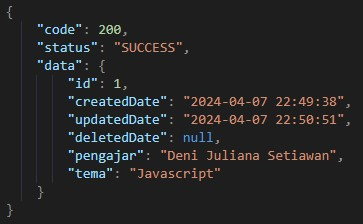 {
    "code": 200,
    "status": "SUCCESS",
    "data": {
        "id": 1,
        "createdDate": "2024-04-07 22:49:38",
        "updatedDate": "2024-04-07 22:50:51",
        "deletedDate": null,
        "pengajar": "Deni Juliana Setiawan",
        "tema": "Javascript"
    }
}